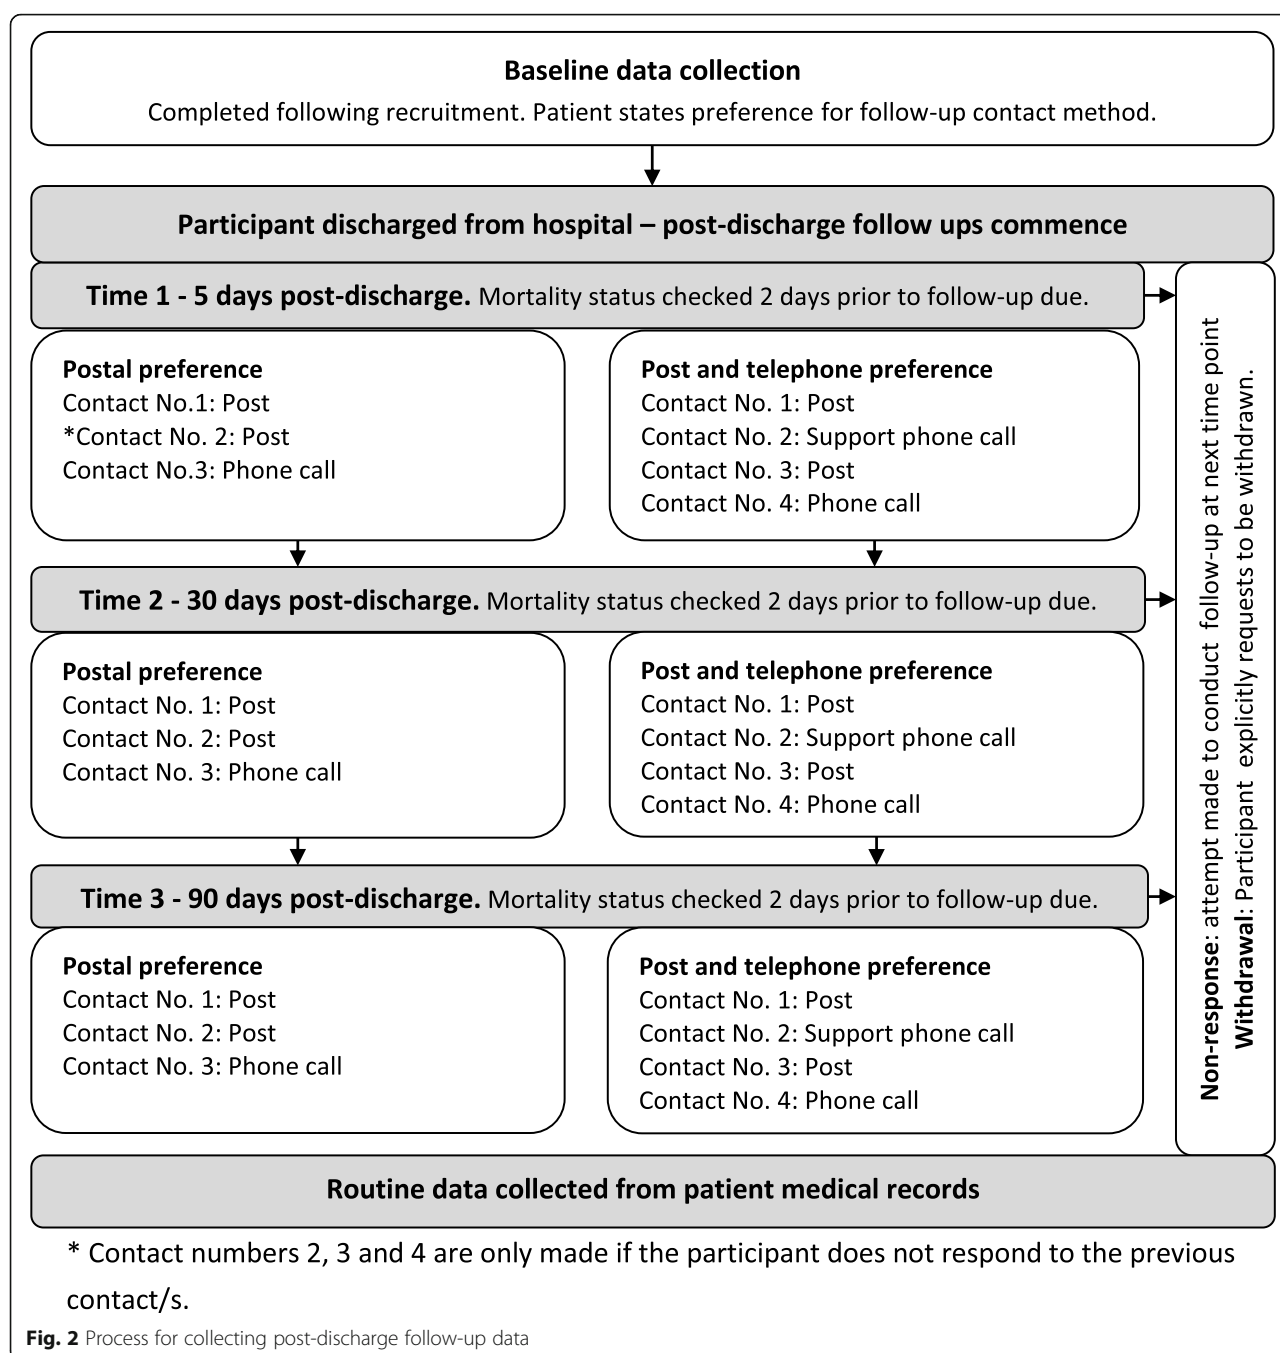 Baseline data collection
Completed following recruitment. Patient states preference for follow-up contact method.
Participant discharged from hospital – post-discharge follow ups commence
Time 1 - 5 days post-discharge. Mortality status checked 2 days prior to follow-up due.
Postal preference
Contact No.1: Post
*Contact No. 2: Post
Contact No.3: Phone call
Post and telephone preference
Contact No. 1: Post
Contact No. 2: Support phone call
Contact No. 3: Post
Contact No. 4: Phone call
Time 2 - 30 days post-discharge. Mortality status checked 2 days prior to follow-up due.
Postal preference
Contact No. 1: Post
Contact No. 2: Post
Contact No. 3: Phone call
Post and telephone preference
Contact No. 1: Post
Contact No. 2: Support phone call
Contact No. 3: Post
Contact No. 4: Phone call
Time 3 - 90 days post-discharge. Mortality status checked 2 days prior to follow-up due.
Postal preference
Contact No. 1: Post
Contact No. 2: Post
Contact No. 3: Phone call
Post and telephone preference
Contact No. 1: Post
Contact No. 2: Support phone call
Contact No. 3: Post
Contact No. 4: Phone call
Non-response: attempt made to conduct follow-up at next time point
Withdrawal: Participant explicitly requests to be withdrawn.
Routine data collected from patient medical records
* Contact numbers 2, 3 and 4 are only made if the participant does not respond to the previous
contact/s.
Fig. 2 Process for collecting post-discharge follow-up data